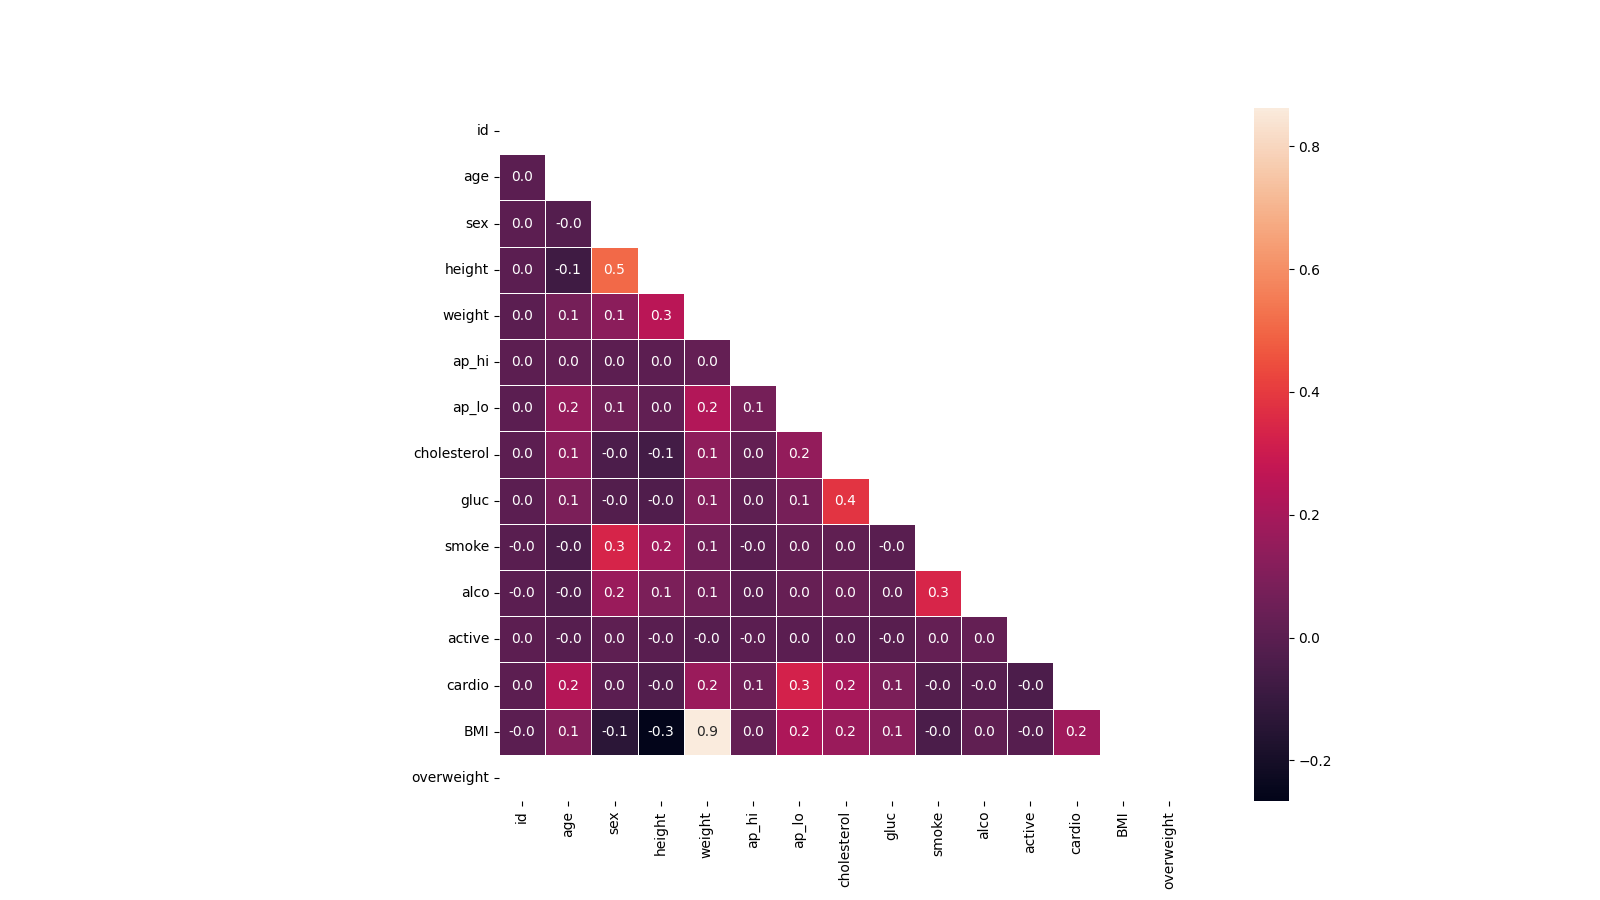 id
age 0.0
sex 0.0 -0.0
height 0.0 -0.1 0.5
weight 0.0 0.1 0.1 0.3
ap_hi 0.0 0.0 0.0 0.0 0.0
ap_lo 0.0 0.2 0.1 0.0 0.2 0.1
cholesterol 0.0 0.1 -0.0 -0.1 0.1 0.0 0.2
gluc 0.0 0.1 -0.0 -0.0 0.1 0.0 0.1 0.4
smoke -0.0 -0.0 0.3 0.2 0.1 -0.0 0.0 0.0 -0.0
alco -0.0 -0.0 0.2 0.1 0.1 0.0 0.0 0.0 0.0 0.3
active 0.0 -0.0 0.0 -0.0 -0.0 -0.0 0.0 0.0 -0.0 0.0 0.0
cardio 0.0 0.2 0.0 -0.0 0.2 0.1 0.3 0.2 0.1 -0.0 -0.0 -0.0
BMI -0.0 0.1 -0.1 -0.3 0.9 0.0 0.2 0.2 0.1 -0.0 0.0 -0.0 0.2
overweight
id age sex height weight ap_hi ap_lo cholesterol gluc smoke alco active cardio BMI overweight
0.8
0.6
0.4
0.2
0.0
−0.2